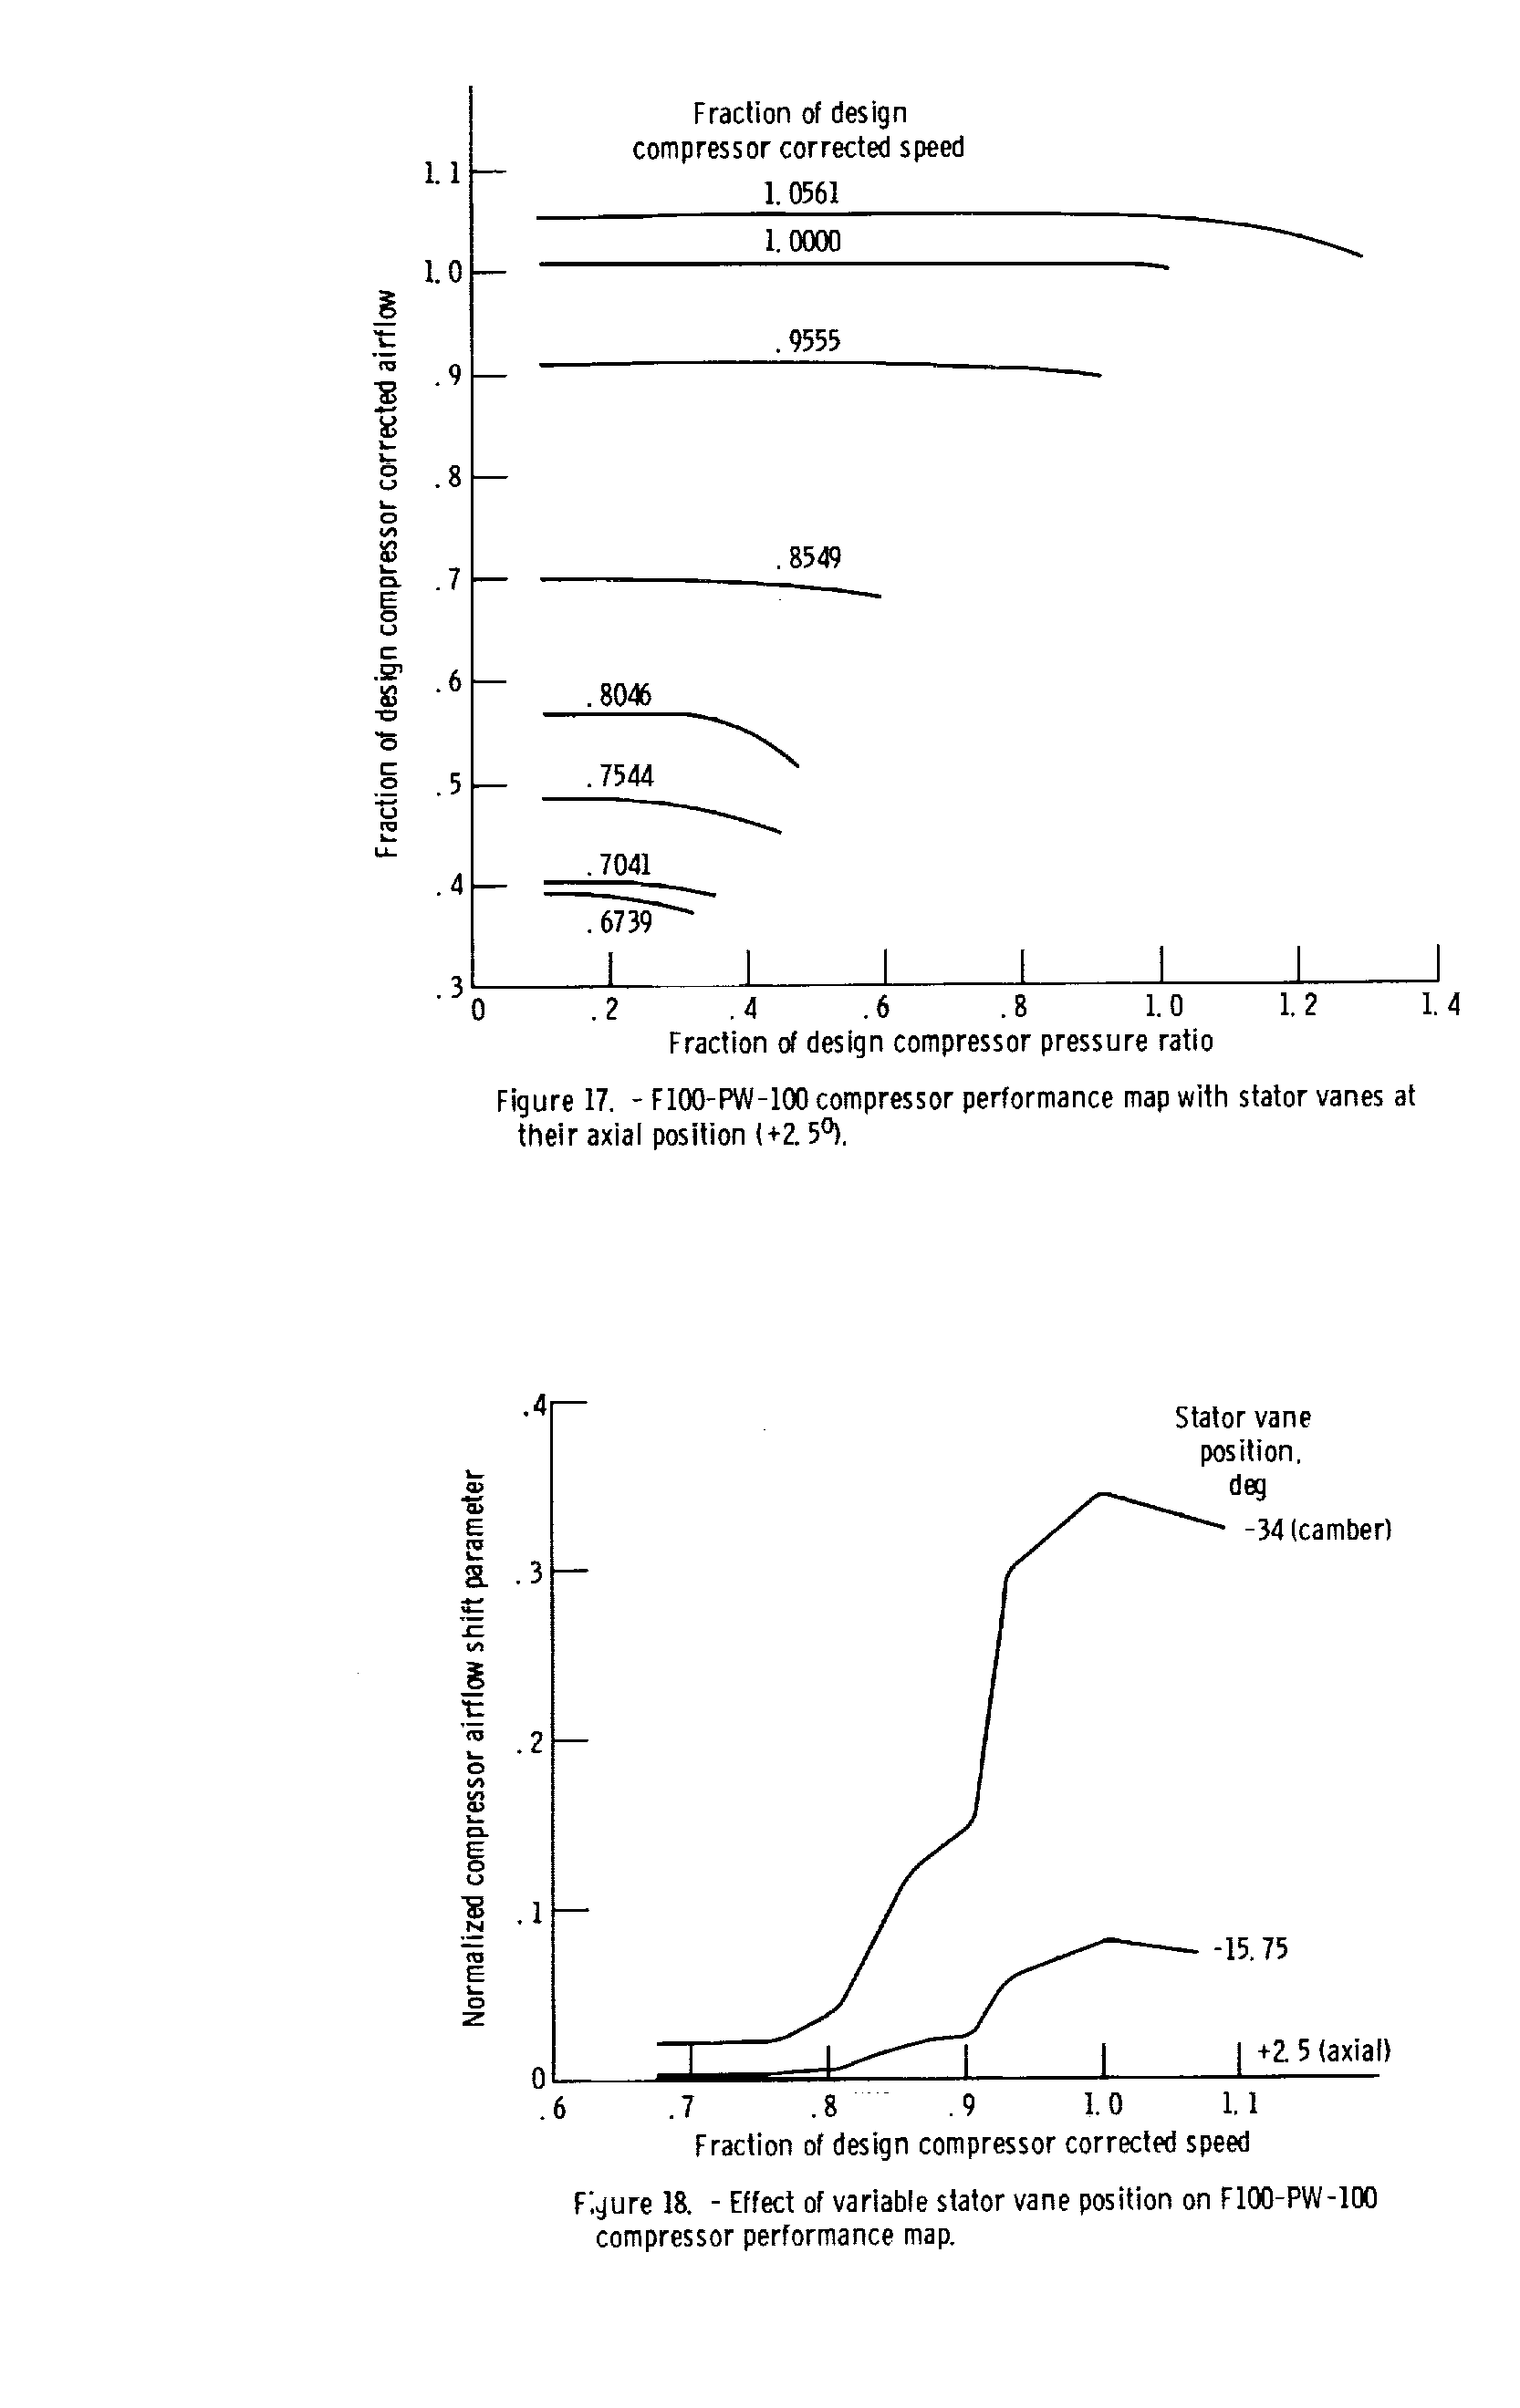 Fraction of design
compressor corrected speed
1.1
1.0561
1.0000
1.0
.9555
.9
.8
.8549
.7
.6
.8046
.7544
.5
.7041
.4
.6739
.3
0 .2 .4 .6 .8 1.0 1.2 1.4
Fraction of design compressor corrected airflow
Fraction of design compressor pressure ratio
Figure 17. - F100-PW-100 compressor performance map with stator vanes at
their axial position (+2.5°).
.4
Stator vane
position,
deg
-34 (camber)
.3
.2
.1
-15.75
+2.5 (axial)
0
.6 .7 .8 .9 1.0 1.1
Normalized compressor airflow shift parameter
Fraction of design compressor corrected speed
Figure 18. - Effect of variable stator vane position on F100-PW-100
compressor performance map.